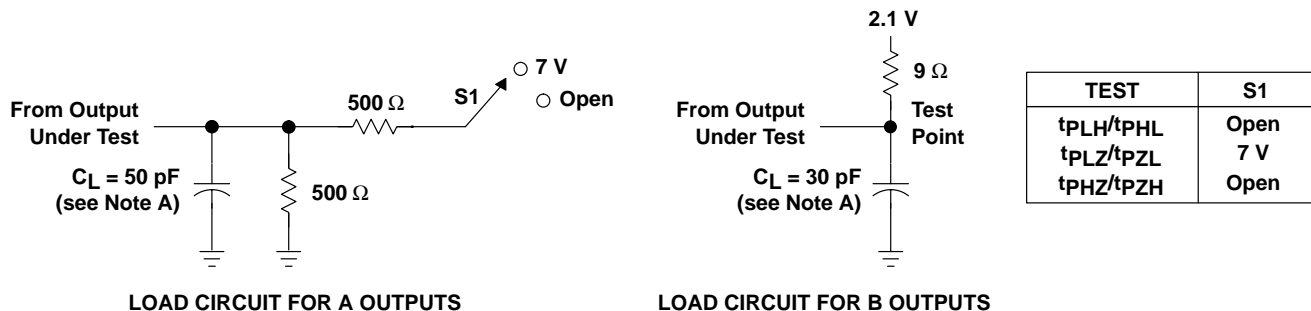 From Output
Under Test
500 Ω
S1
7 V
Open
CL = 50 pF
(see Note A)
500 Ω
LOAD CIRCUIT FOR A OUTPUTS
2.1 V
9 Ω
From Output
Under Test
Test
Point
CL = 30 pF
(see Note A)
LOAD CIRCUIT FOR B OUTPUTS
TEST S1
tPLH/tPHL Open
tPLZ/tPZL 7 V
tPHZ/tPZH Open